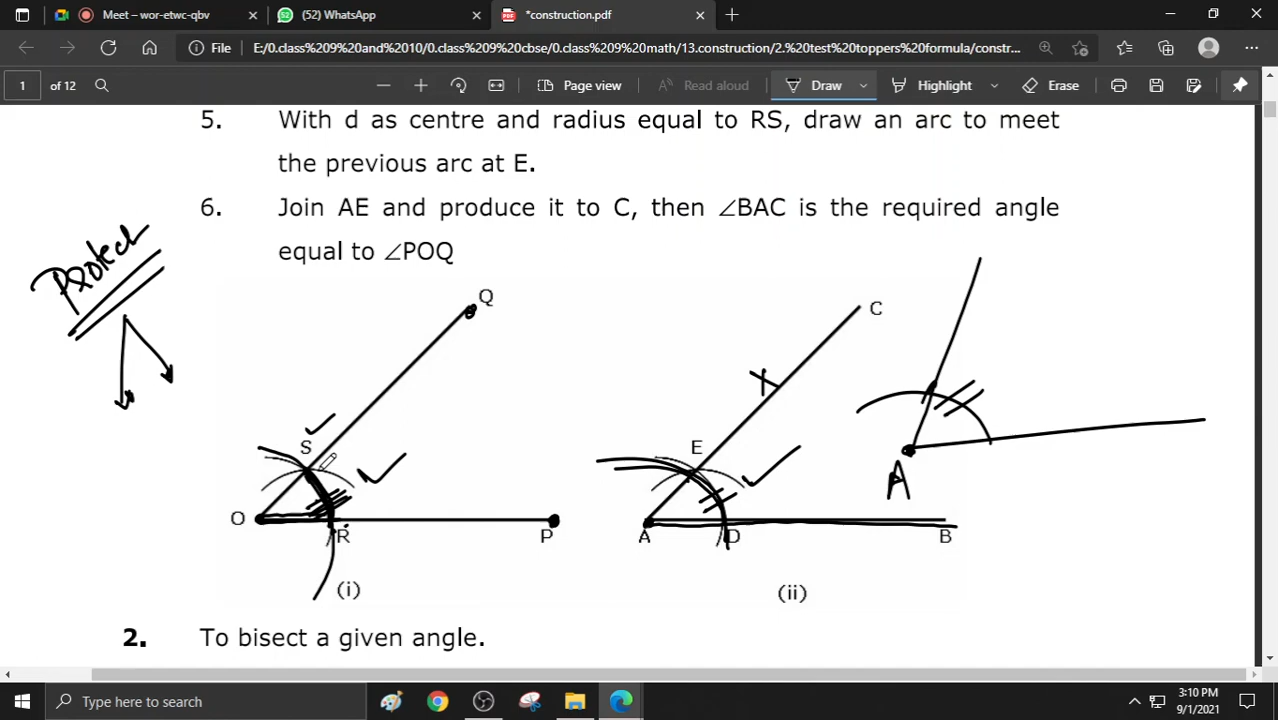 Meet – wor-etwc-qbv
(52) WhatsApp
*construction.pdf
File
E:/0.class%209%20and%2010/0.class%209%20cbse/0.class%209%20math/13.construction/2.%20test%20toppers%20formula/constr...
1 of 12
Page view
Read aloud
Draw
Highlight
Erase
5. With d as centre and radius equal to RS, draw an arc to meet
the previous arc at E.
6. Join AE and produce it to C, then ∠BAC is the required angle
equal to ∠POQ
Q
C
S
E
A
O
R
P
A
D
B
(i)
(ii)
2. To bisect a given angle.
Type here to search
3:10 PM
9/1/2021